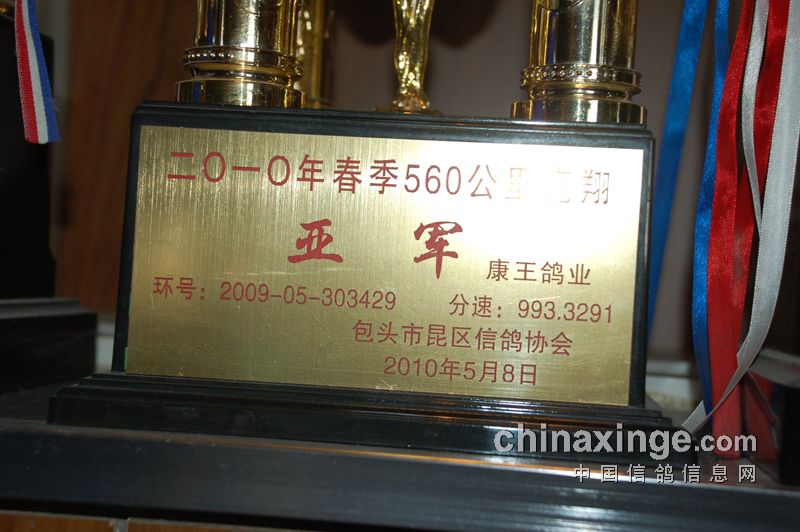 二〇一〇年春季560公里竞翔
亚军 康王鸽业
环号：2009-05-303429 分速：993.3291
包头市昆区信鸽协会
2010年5月8日
chinaxinge.com
中国信鸽信息网